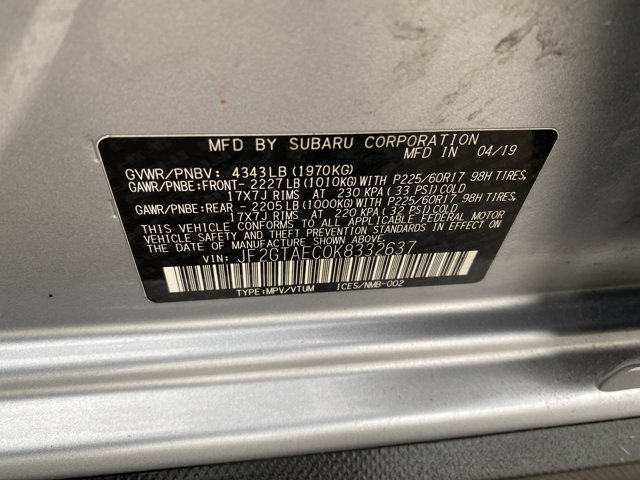 MFD BY SUBARU CORPORATION
MFD IN 04/19
GVWR/PNBV: 4343LB(1970KG)
GAWR/PNBE:FRONT- 2227LB(1010KG)WITH P225/60R17 98H TIRES,
17X7J RIMS AT 230 KPA(33 PSI)COLD
GAWR/PNBE:REAR - 2205LB(1000KG)WITH P225/60R17 98H TIRES,
17X7J RIMS AT 220 KPA(32 PSI)COLD
THIS VEHICLE CONFORMS TO ALL APPLICABLE FEDERAL MOTOR
VEHICLE SAFETY AND THEFT PREVENTION STANDARDS IN EFFECT
ON THE DATE OF MANUFACTURE SHOWN ABOVE.
VIN: JF2GTAEC0K8332637
TYPE:MPV/VTUM ICES/NMB-002